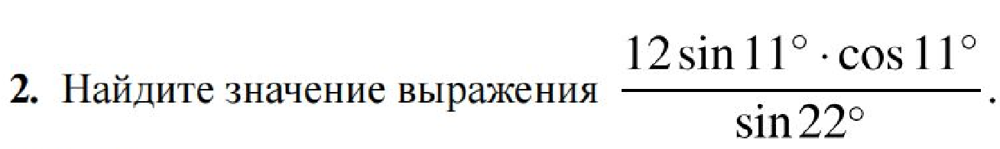 2. Найдите значение выражения 12 sin 11° · cos 11° / sin 22°.